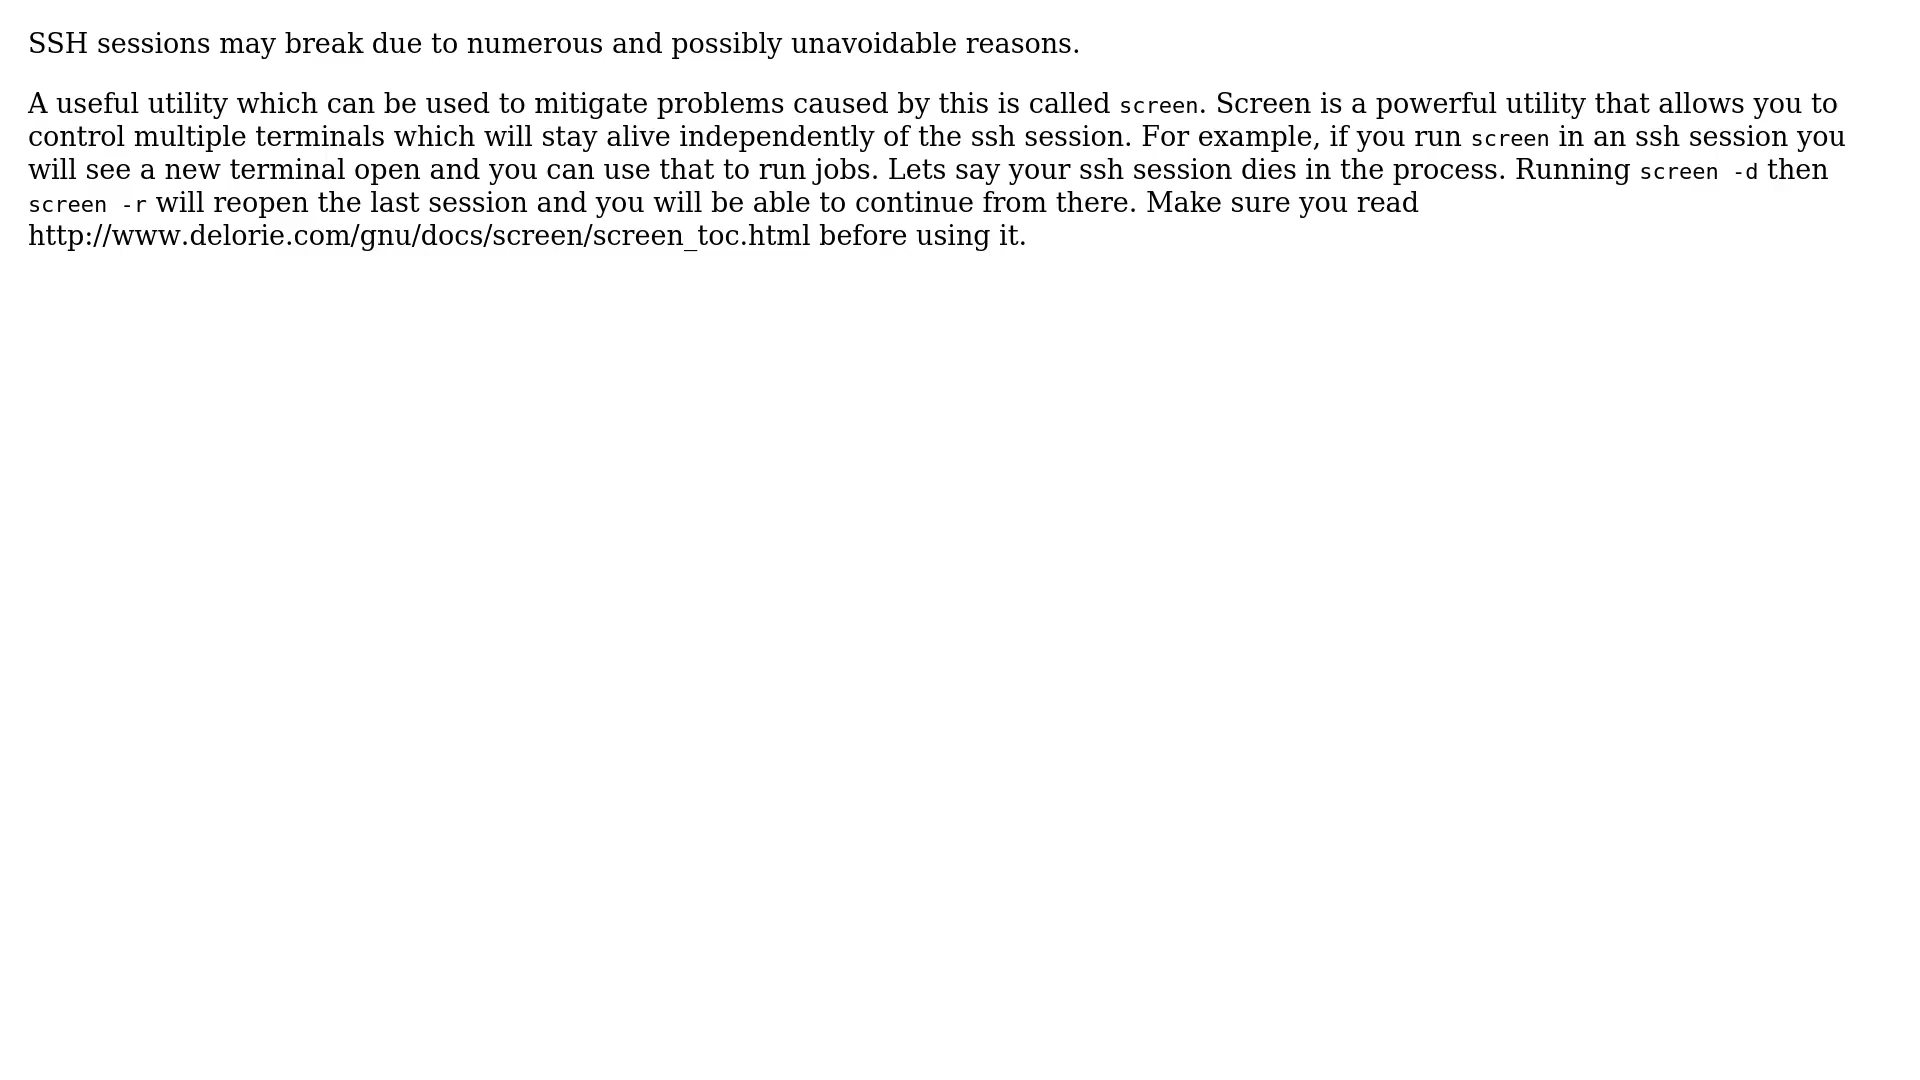 SSH sessions may break due to numerous and possibly unavoidable reasons.
A useful utility which can be used to mitigate problems caused by this is called screen. Screen is a powerful utility that allows you to
control multiple terminals which will stay alive independently of the ssh session. For example, if you run screen in an ssh session you
will see a new terminal open and you can use that to run jobs. Lets say your ssh session dies in the process. Running screen -d then
screen -r will reopen the last session and you will be able to continue from there. Make sure you read
http://www.delorie.com/gnu/docs/screen/screen_toc.html before using it.